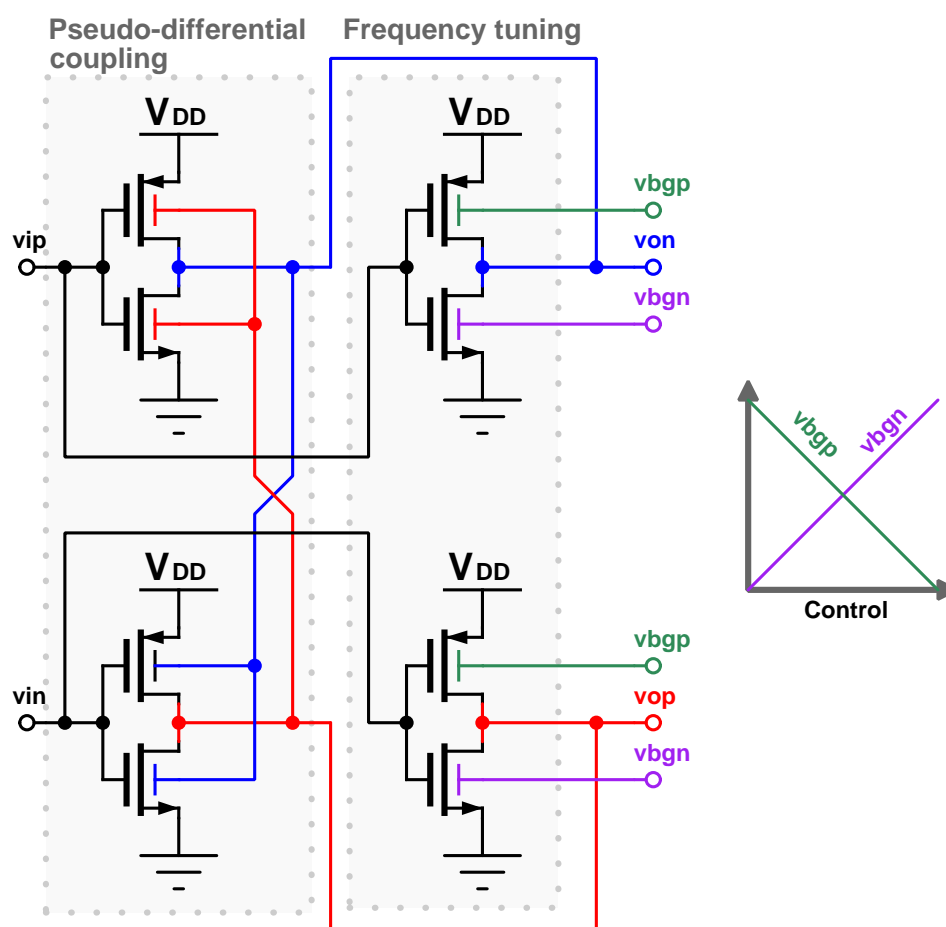 Pseudo-differential
coupling
Frequency tuning
VDD
VDD
vbgp
vip
von
vbgn
vbgp
vbgn
Control
VDD
VDD
vbgp
vin
vop
vbgn